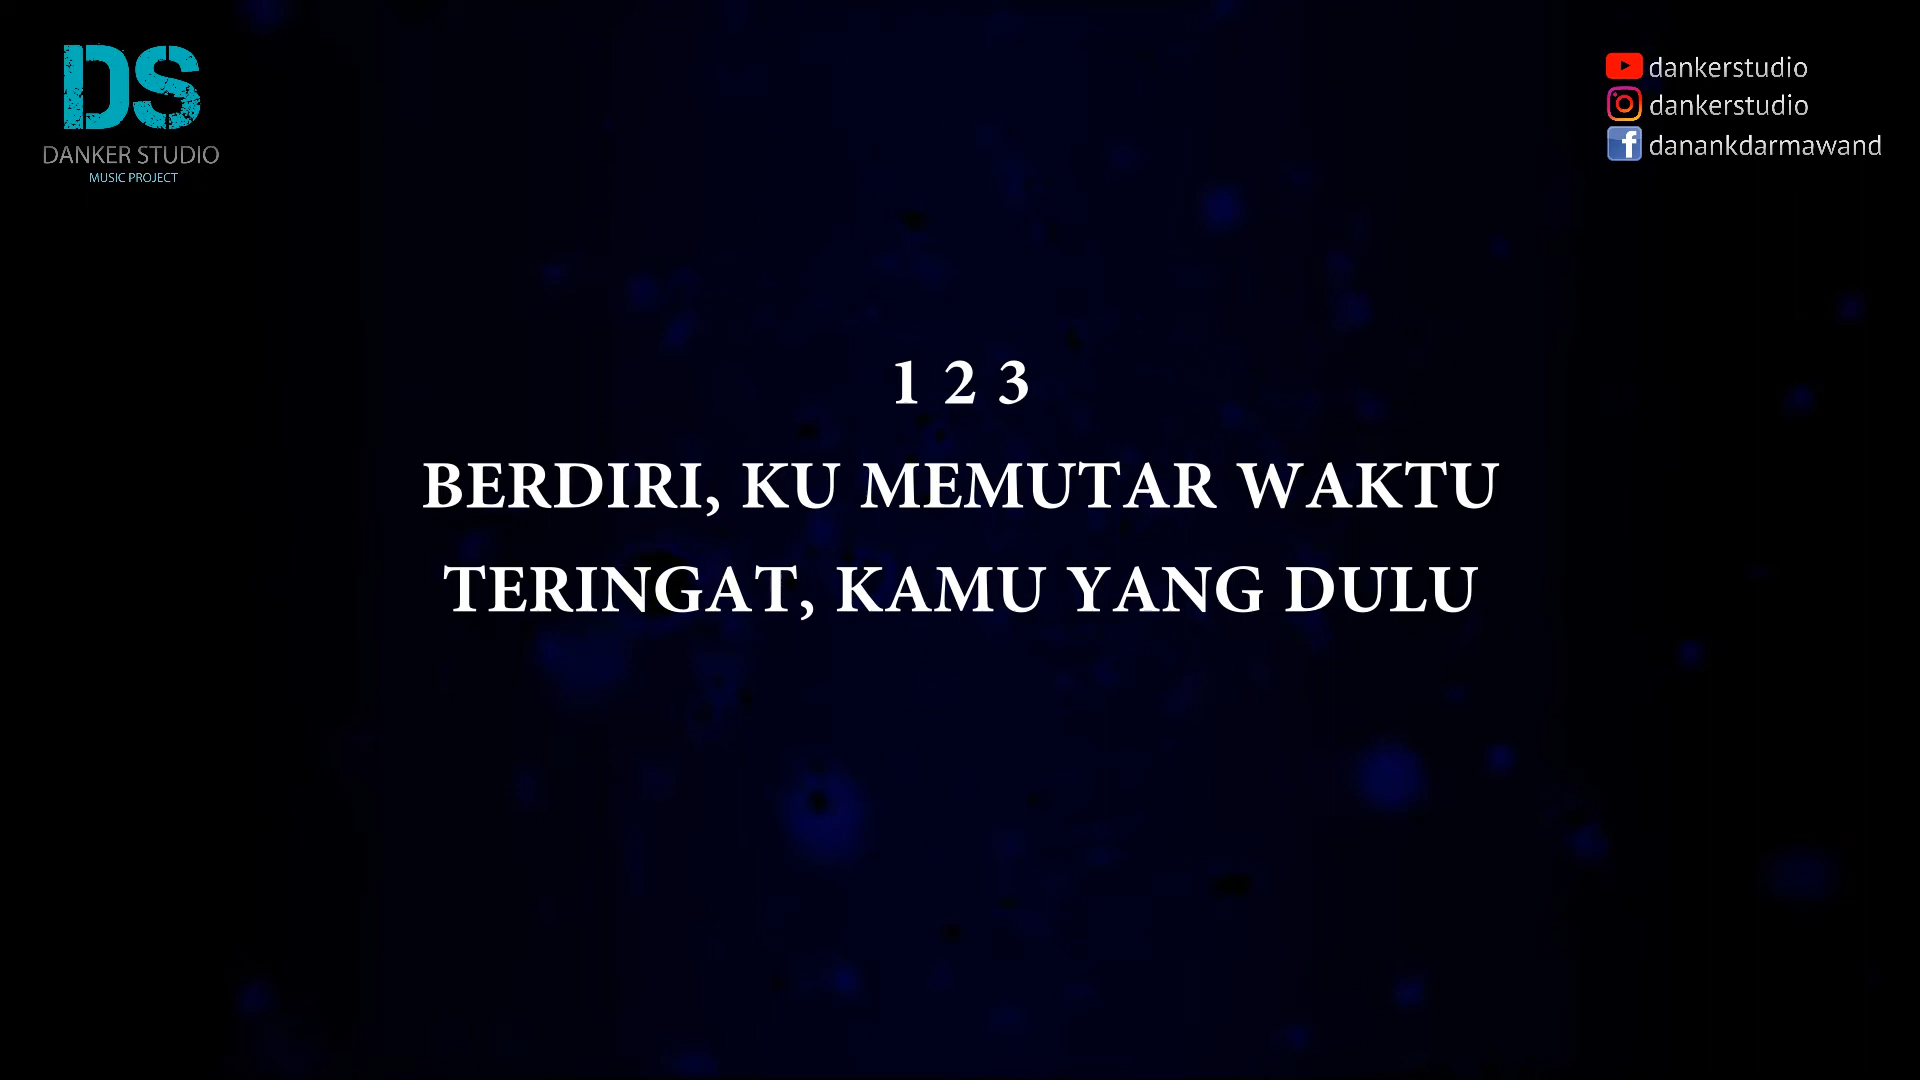 DS
DANKER STUDIO
MUSIC PROJECT
dankerstudio
dankerstudio
danankdarmawand
1 2 3
BERDIRI, KU MEMUTAR WAKTU
TERINGAT, KAMU YANG DULU